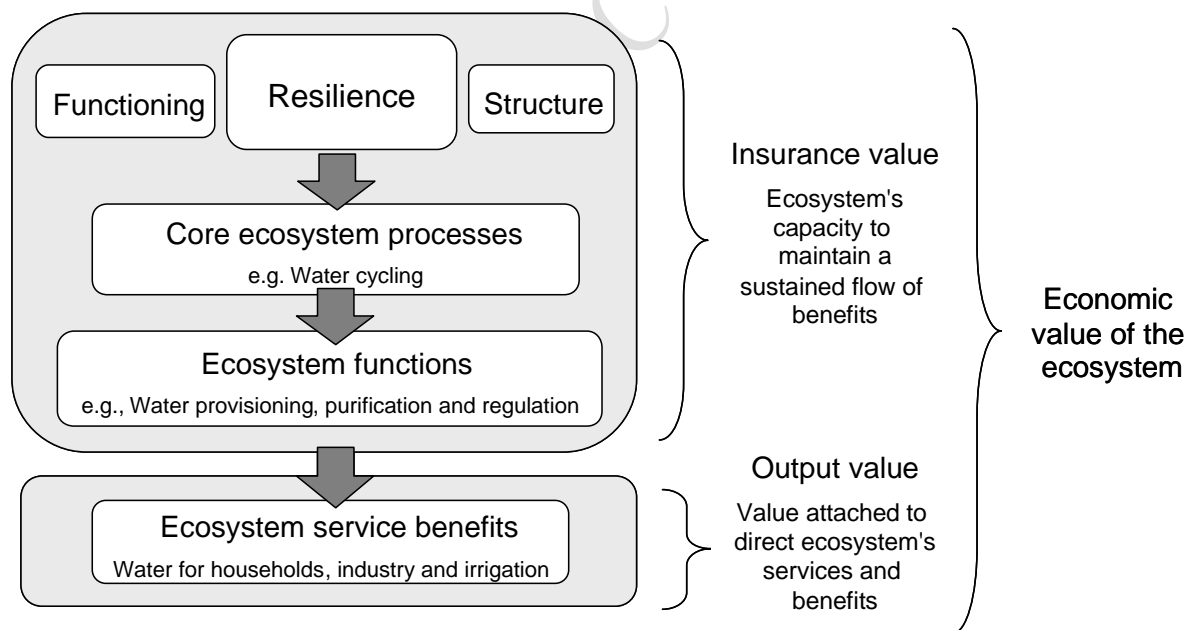 Functioning
Resilience
Structure
Core ecosystem processes
e.g. Water cycling
Ecosystem functions
e.g., Water provisioning, purification and regulation
Ecosystem service benefits
Water for households, industry and irrigation
Insurance value
Ecosystem's
capacity to
maintain a
sustained flow of
benefits
Output value
Value attached to
direct ecosystem's
services and
benefits
Economic
value of the
ecosystem